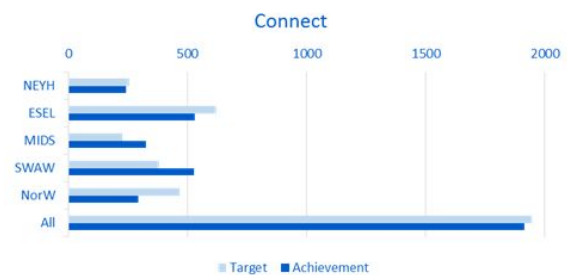 Connect
0 500 1000 1500 2000
NEYH
ESEL
MIDS
SWAW
NorW
All
Target Achievement